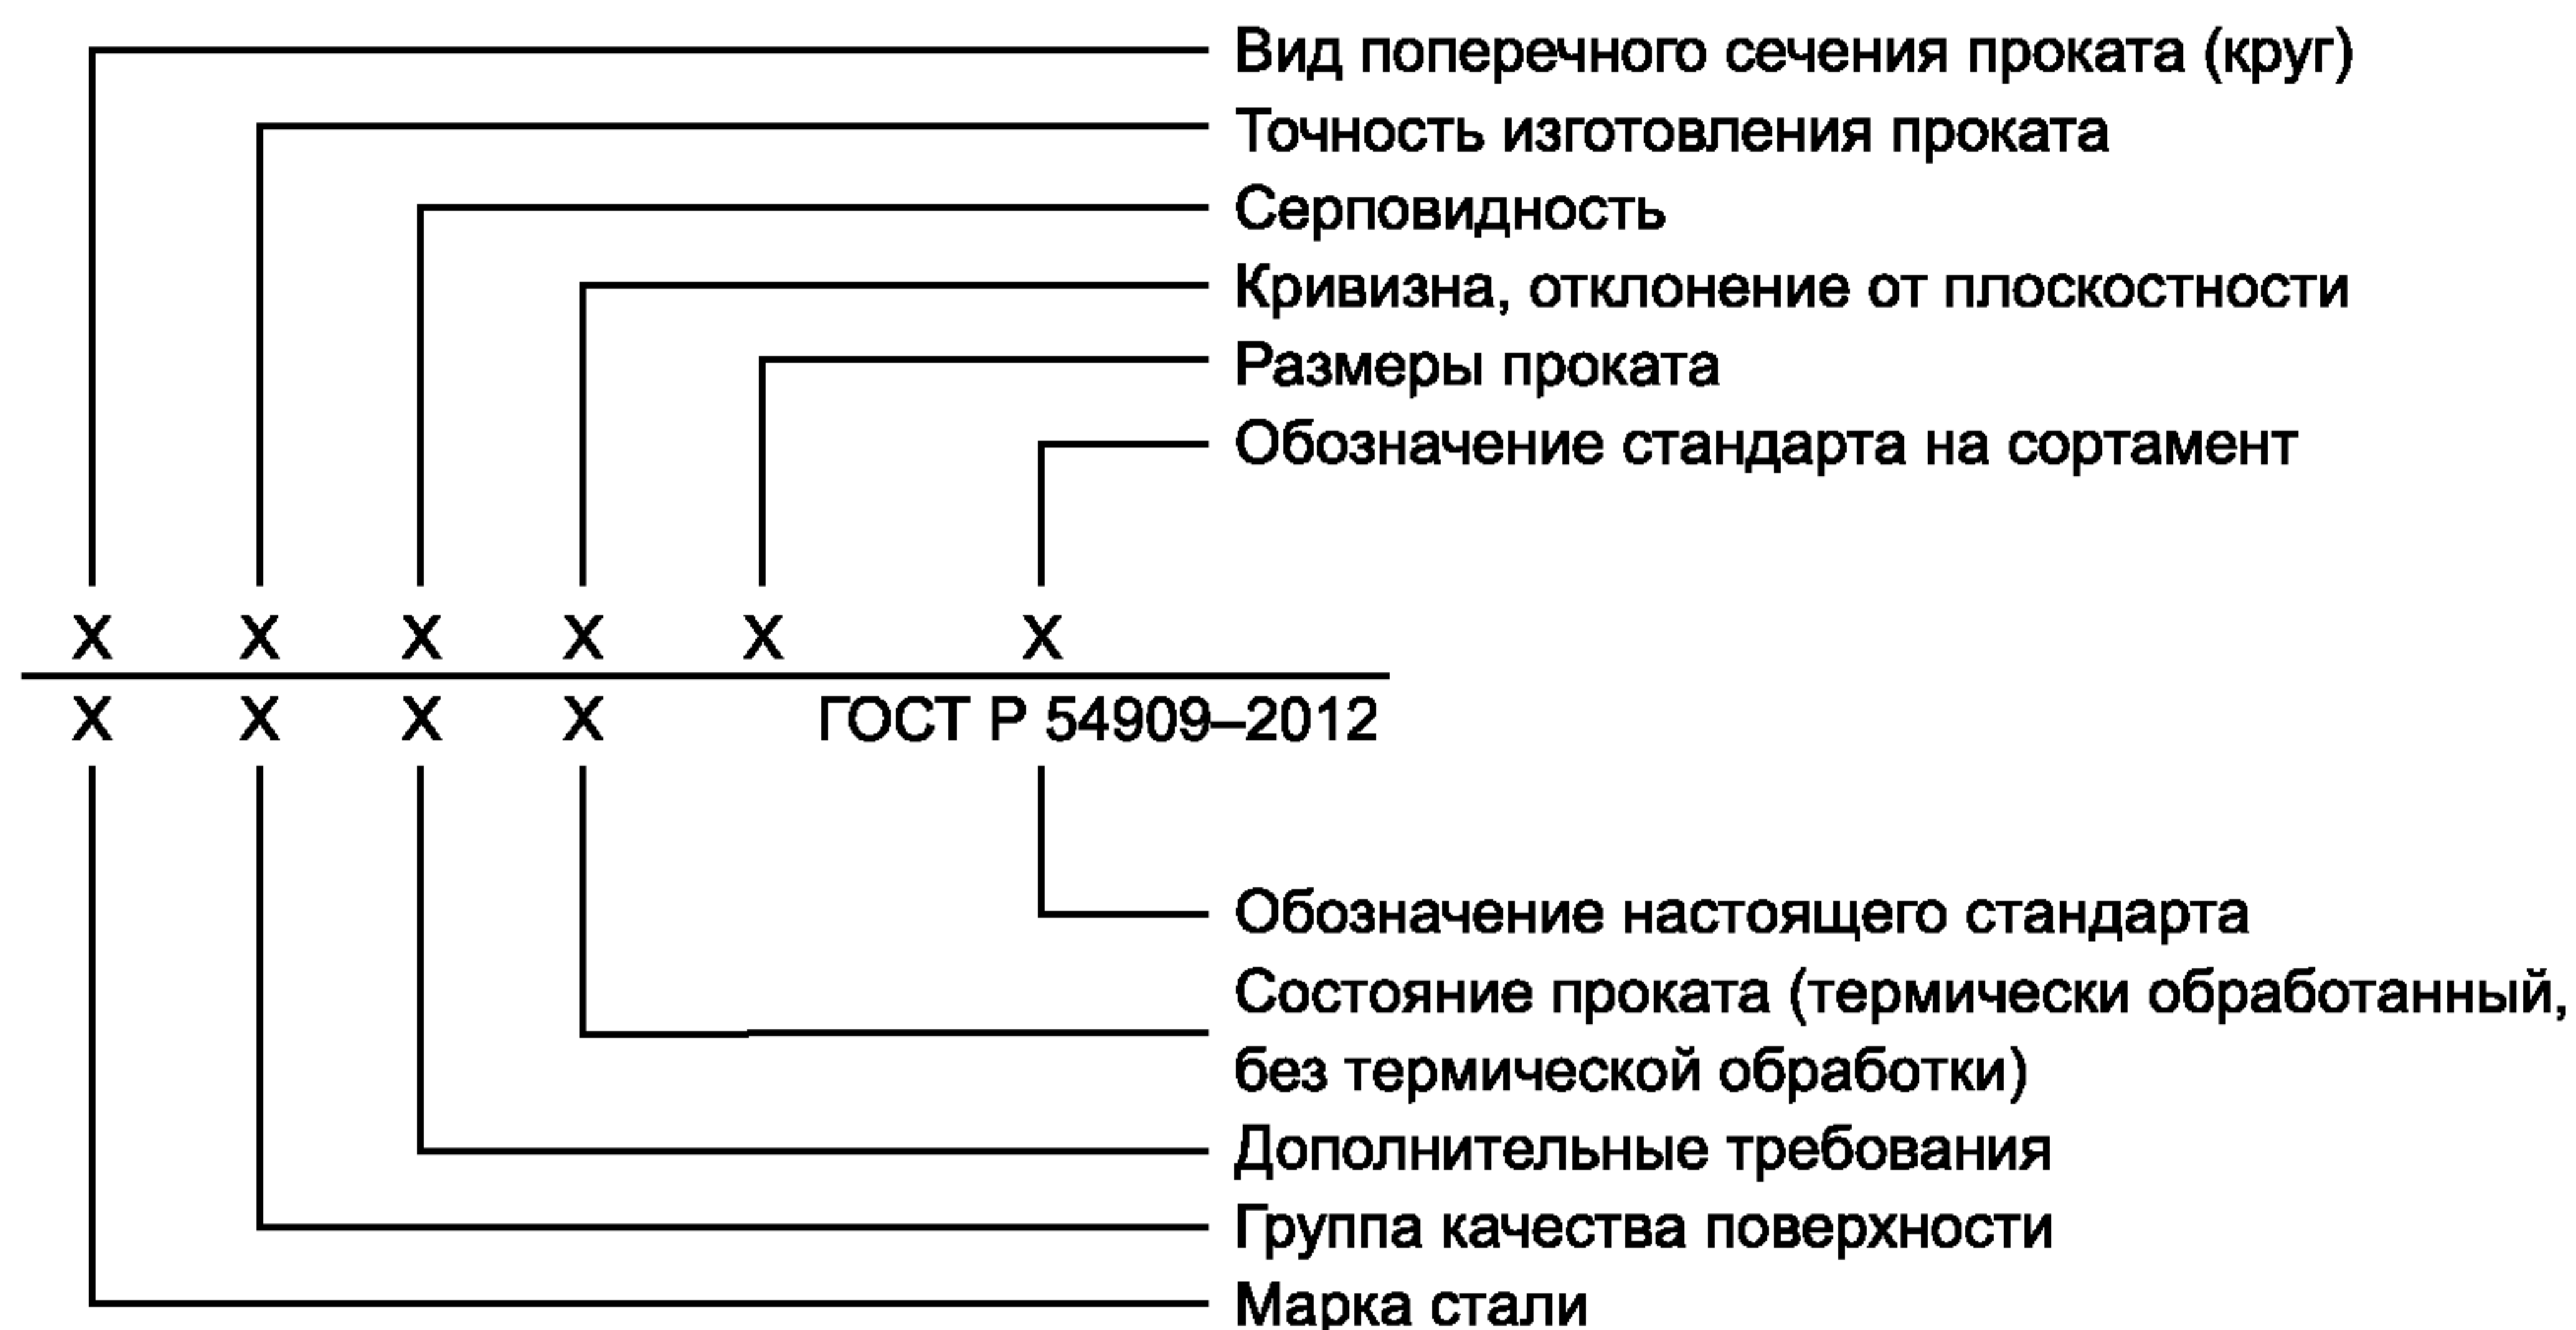 Вид поперечного сечения проката (круг)
Точность изготовления проката
Серповидность
Кривизна, отклонение от плоскостности
Размеры проката
Обозначение стандарта на сортамент
X X X X X X
X X X X ГОСТ Р 54909–2012
Обозначение настоящего стандарта
Состояние проката (термически обработанный,
без термической обработки)
Дополнительные требования
Группа качества поверхности
Марка стали